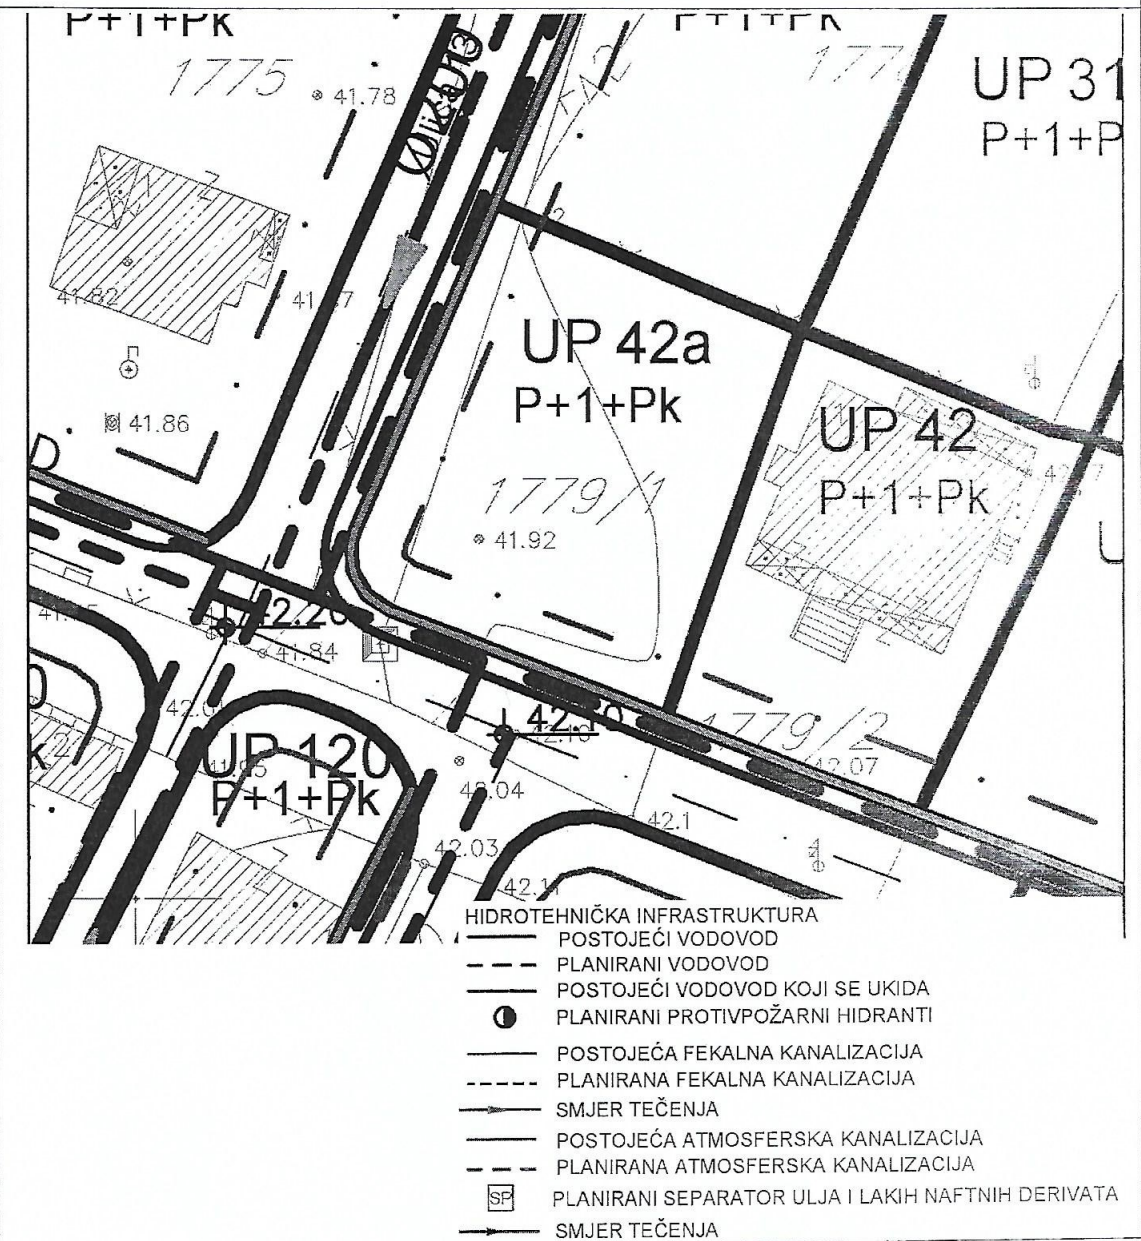 P+1+Pk
P+1+Pk
1775
41.78
Ulica U13
UP 31
P+1+P
41.82
UP 42a
P+1+Pk
41.86
UP 42
P+1+Pk
1779/1
41.92
42.20
41.84
42.10
1779/2
42.07
UP 120
P+1+Pk
42.04
42.1
42.03
42.11
HIDROTEHNIČKA INFRASTRUKTURA
POSTOJEĆI VODOVOD
PLANIRANI VODOVOD
POSTOJEĆI VODOVOD KOJI SE UKIDA
PLANIRANI PROTIVPOŽARNI HIDRANTI
POSTOJEĆA FEKALNA KANALIZACIJA
PLANIRANA FEKALNA KANALIZACIJA
SMJER TEČENJA
POSTOJEĆA ATMOSFERSKA KANALIZACIJA
PLANIRANA ATMOSFERSKA KANALIZACIJA
SP PLANIRANI SEPARATOR ULJA I LAKIH NAFTNIH DERIVATA
SMJER TEČENJA